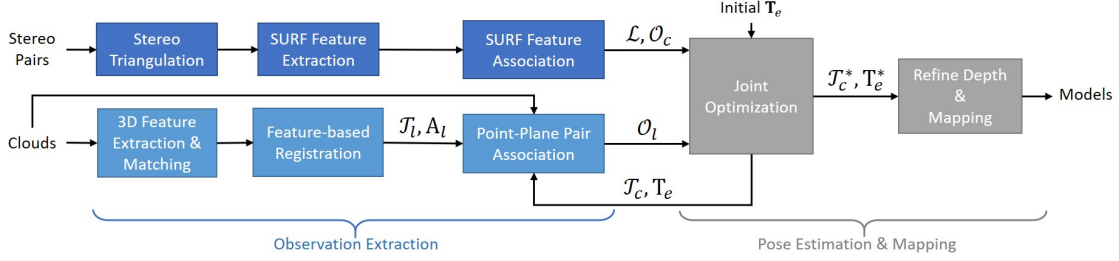 Initial T_e
Stereo
Pairs
Stereo
Triangulation
SURF Feature
Extraction
SURF Feature
Association
ℒ, 𝒪_c
Joint
Optimization
𝒯_c^*, T_e^*
Refine Depth
&
Mapping
Models
Clouds
3D Feature
Extraction &
Matching
Feature-based
Registration
𝒯_l, A_l
Point-Plane Pair
Association
𝒪_l
𝒯_c, T_e
Observation Extraction
Pose Estimation & Mapping